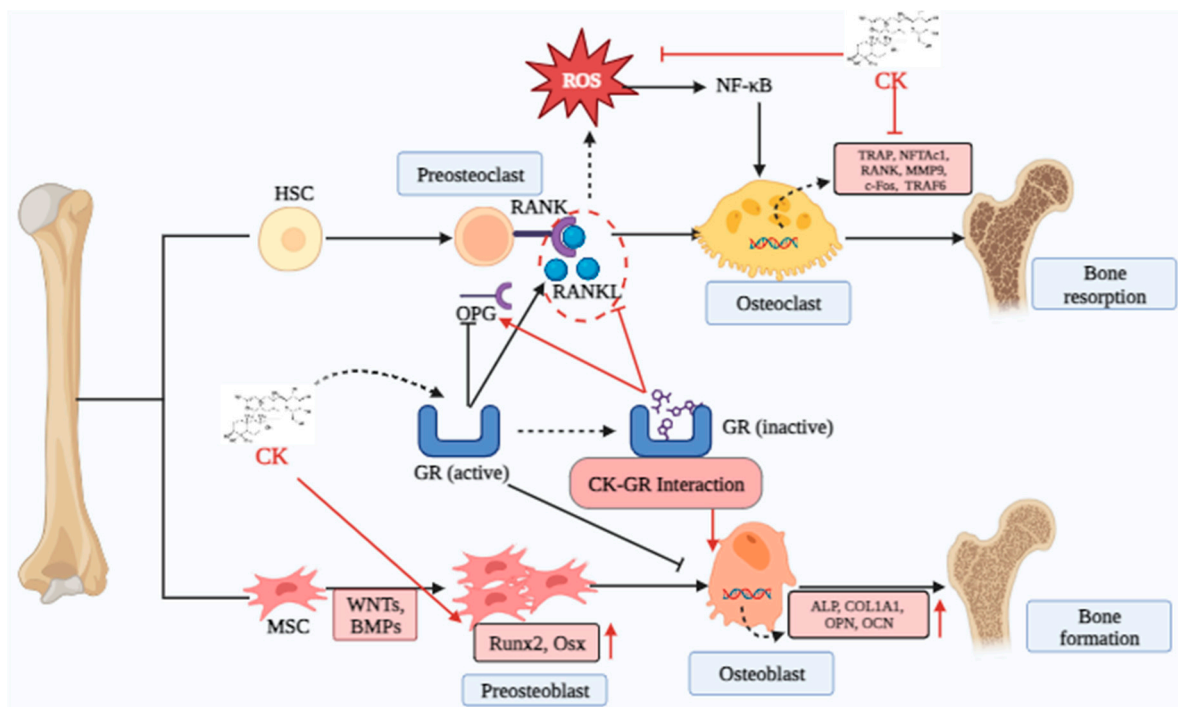 ROS
NF-κB
CK
TRAP, NFTAc1,
RANK, MMP9,
c-Fos, TRAF6
Preosteoclast
HSC
RANK
RANKL
OPG
Osteoclast
Bone
resorption
CK
GR (active)
GR (inactive)
CK-GR Interaction
MSC
WNTs,
BMPs
Runx2, Osx
Preosteoblast
ALP, COL1A1,
OPN, OCN
Osteoblast
Bone
formation